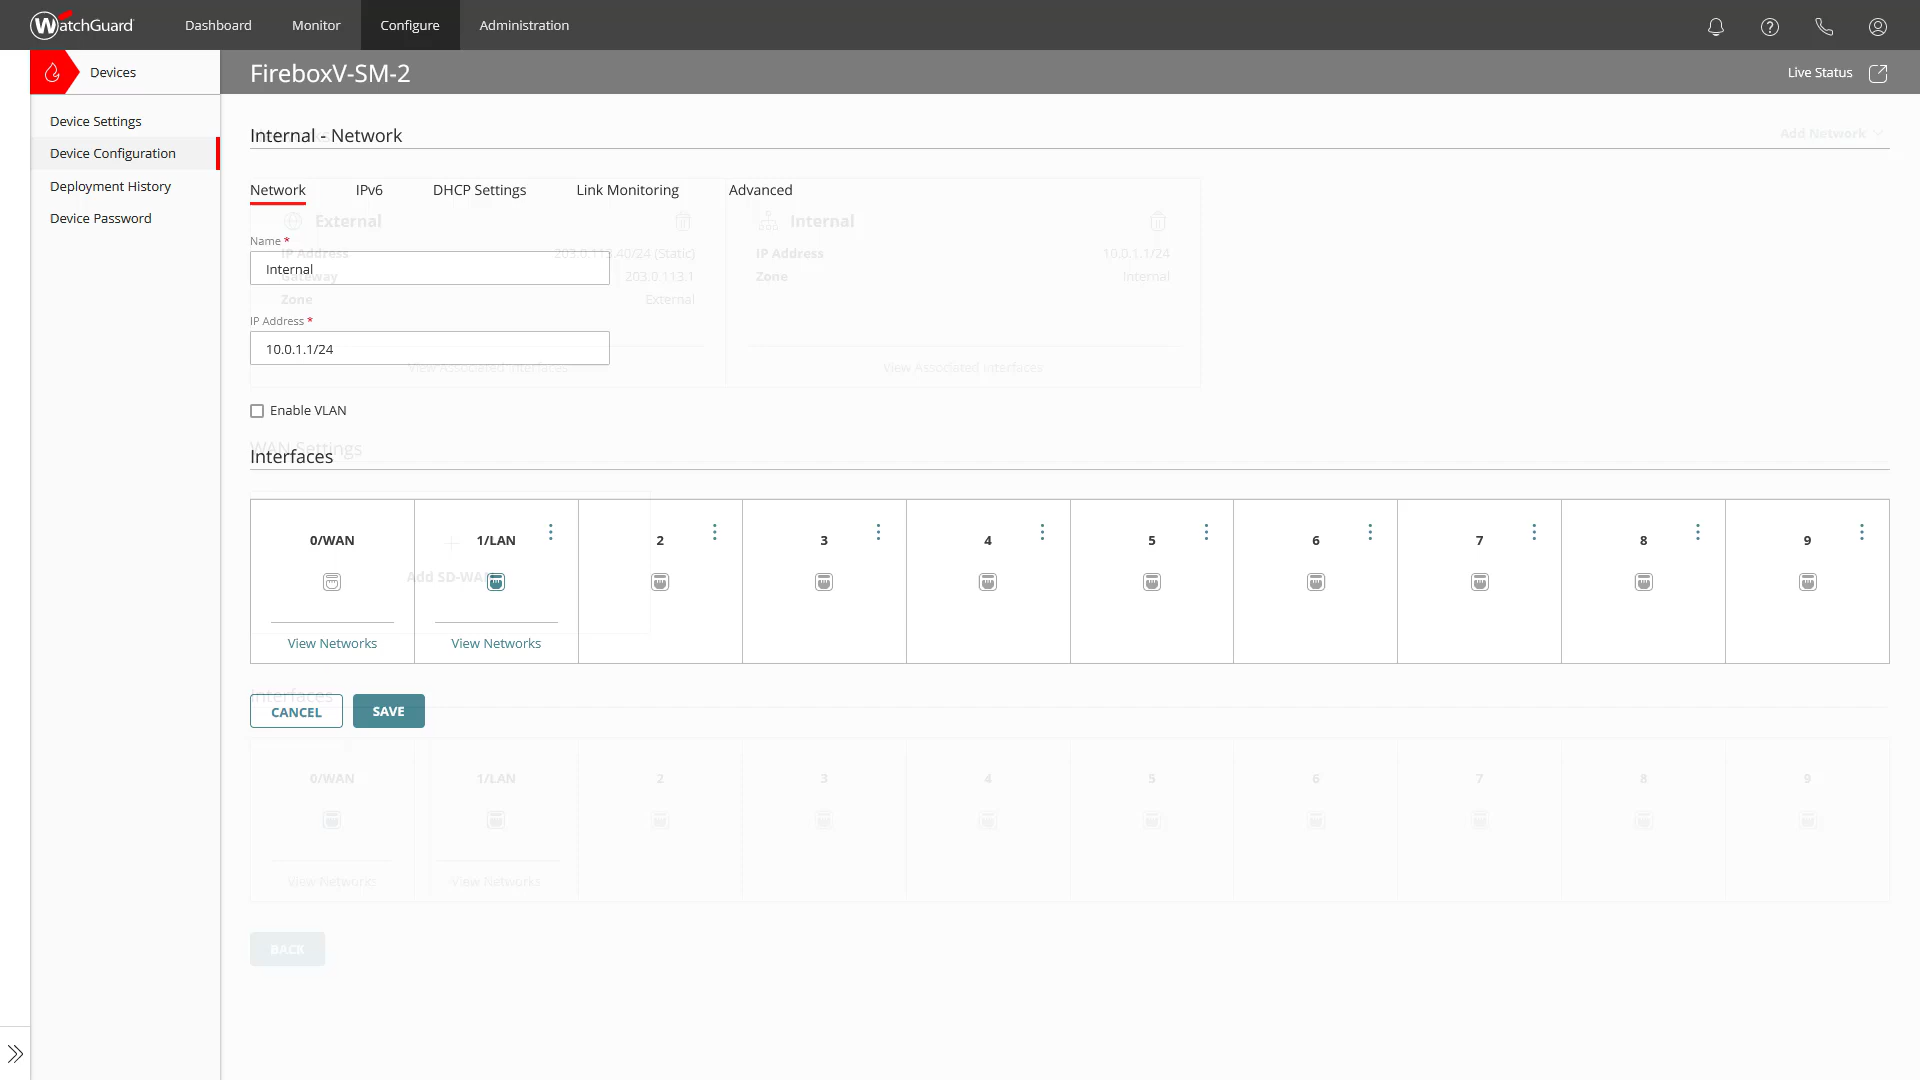 WatchGuard
Dashboard
Monitor
Configure
Administration
Devices
FireboxV-SM-2
Live Status
Device Settings
Device Configuration
Deployment History
Device Password
Internal - Network
Add Network
Network
IPv6
DHCP Settings
Link Monitoring
Advanced
External
Internal
Name *
IP Address
203.0.113.40/24 (Static)
IP Address
10.0.1.1/24
Internal
Gateway
203.0.113.1
Zone
Internal
Zone
External
IP Address *
10.0.1.1/24
View Associated Interfaces
View Associated Interfaces
Enable VLAN
WAN Settings
Interfaces
0/WAN
1/LAN
2
3
4
5
6
7
8
9
Add SD-WAN
View Networks
View Networks
Interfaces
CANCEL
SAVE
0/WAN
1/LAN
2
3
4
5
6
7
8
9
View Networks
View Networks
BACK